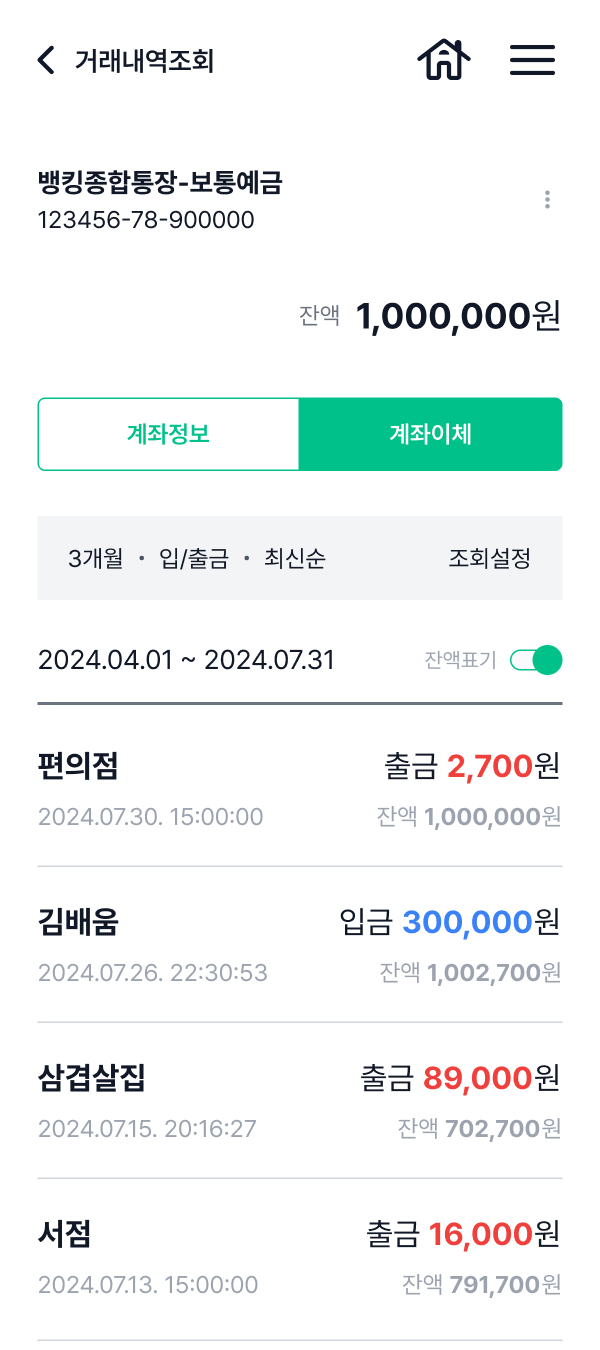 거래내역조회
뱅킹종합통장-보통예금
123456-78-900000
잔액 1,000,000원
계좌정보 계좌이체
3개월 · 입/출금 · 최신순 조회설정
2024.04.01 ~ 2024.07.31 잔액표기
편의점 출금 2,700원
2024.07.30. 15:00:00 잔액 1,000,000원
김배움 입금 300,000원
2024.07.26. 22:30:53 잔액 1,002,700원
삼겹살집 출금 89,000원
2024.07.15. 20:16:27 잔액 702,700원
서점 출금 16,000원
2024.07.13. 15:00:00 잔액 791,700원